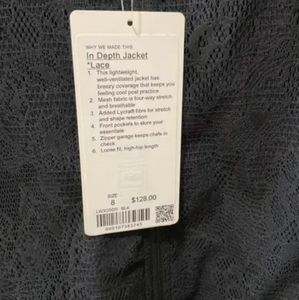 WHY WE MADE THIS
In Depth Jacket
*Lace
1. This lightweight,
well-ventilated jacket has
breezy coverage that keeps you
feeling cool post practice
2. Mesh fabric is four-way stretch
and breathable
3. Added Lycra® fibre for stretch
and shape retention
4. Front pockets to store your
essentials
5. Zipper garage keeps chafe in
check
6. Loose fit, high-hip length
SIZE
8
$128.00
BLK